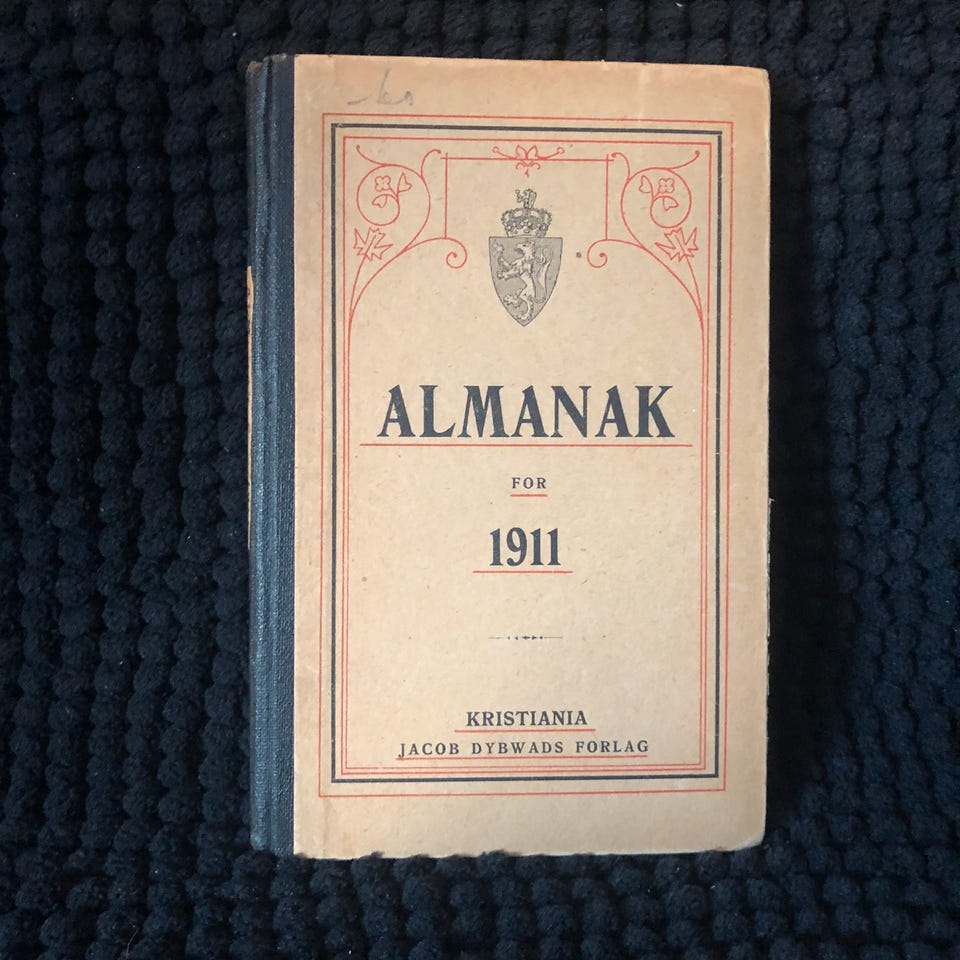 ALMANAK
FOR
1911
KRISTIANIA
JACOB DYBWADS FORLAG